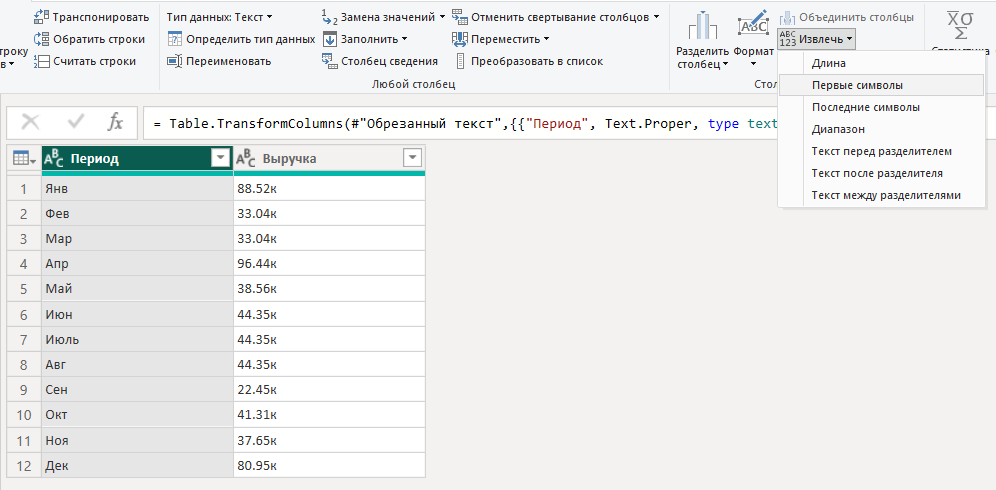 Транспонировать
Обратить строки
Считать строки
Тип данных: Текст
Определить тип данных
Переименовать
Замена значений
Заполнить
Столбец сведения
Отменить свертывание столбцов
Переместить
Преобразовать в список
Любой столбец
Разделить
столбец
Формат
Объединить столбцы
ABC
123 Извлечь
Длина
Первые символы
Последние символы
Диапазон
Текст перед разделителем
Текст после разделителя
Текст между разделителями
fx = Table.TransformColumns(#"Обрезанный текст",{{"Период", Text.Proper, type text
ABC Период ABC Выручка
1 Янв 88.52к
2 Фев 33.04к
3 Мар 33.04к
4 Апр 96.44к
5 Май 38.56к
6 Июн 44.35к
7 Июль 44.35к
8 Авг 44.35к
9 Сен 22.45к
10 Окт 41.31к
11 Ноя 37.65к
12 Дек 80.95к